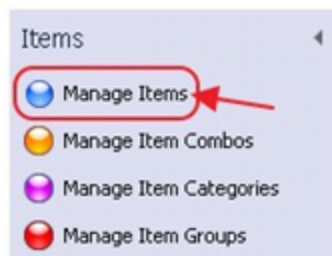 Items
Manage Items
Manage Item Combos
Manage Item Categories
Manage Item Groups